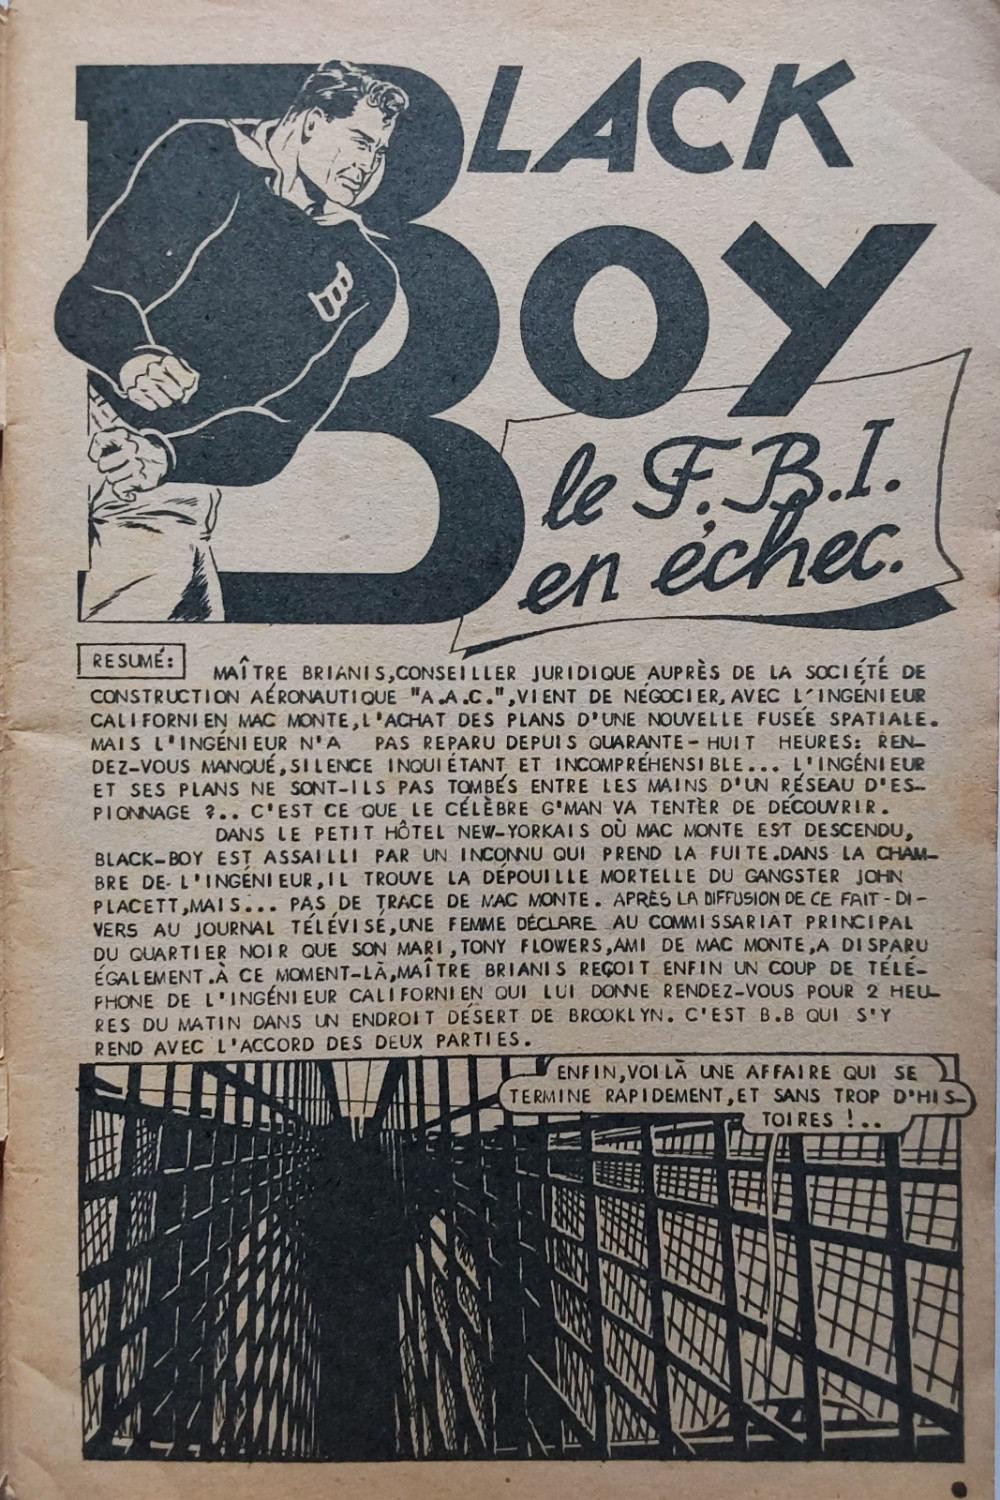 BLACK
BOY
le F.B.I.
en échec.
RESUMÉ:
MAÎTRE BRIANIS,CONSEILLER JURIDIQUE AUPRÈS DE LA SOCIÉTÉ DE
CONSTRUCTION AÉRONAUTIQUE "A.A.C.",VIENT DE NÉGOCIER,AVEC L'INGÉNIEUR
CALIFORNIEN MAC MONTE,L'ACHAT DES PLANS D'UNE NOUVELLE FUSÉE SPATIALE.
MAIS L'INGÉNIEUR N'A PAS REPARU DEPUIS QUARANTE-HUIT HEURES: REN-
DEZ-VOUS MANQUÉ,SILENCE INQUIÉTANT ET INCOMPRÉHENSIBLE... L'INGÉNIEUR
ET SES PLANS NE SONT-ILS PAS TOMBÉS ENTRE LES MAINS D'UN RÉSEAU D'ES-
PIONNAGE ?.. C'EST CE QUE LE CÉLÈBRE G'MAN VA TENTER DE DÉCOUVRIR.
DANS LE PETIT HÔTEL NEW-YORKAIS OÙ MAC MONTE EST DESCENDU,
BLACK-BOY EST ASSAILLI PAR UN INCONNU QUI PREND LA FUITE.DANS LA CHAM-
BRE DE L'INGÉNIEUR,IL TROUVE LA DÉPOUILLE MORTELLE DU GANGSTER JOHN
PLACETT,MAIS... PAS DE TRACE DE MAC MONTE. APRÈS LA DIFFUSION DE CE FAIT-DI-
VERS AU JOURNAL TÉLÉVISÉ,UNE FEMME DÉCLARE AU COMMISSARIAT PRINCIPAL
DU QUARTIER NOIR QUE SON MARI,TONY FLOWERS,AMI DE MAC MONTE,A DISPARU
ÉGALEMENT.À CE MOMENT-LÀ,MAÎTRE BRIANIS REÇOIT ENFIN UN COUP DE TÉLÉ-
PHONE DE L'INGÉNIEUR CALIFORNIEN QUI LUI DONNE RENDEZ-VOUS POUR 2 HEU-
RES DU MATIN DANS UN ENDROIT DÉSERT DE BROOKLYN. C'EST B.B QUI S'Y
REND AVEC L'ACCORD DES DEUX PARTIES.
ENFIN,VOILÀ UNE AFFAIRE QUI SE
TERMINE RAPIDEMENT,ET SANS TROP D'HIS-
TOIRES !..